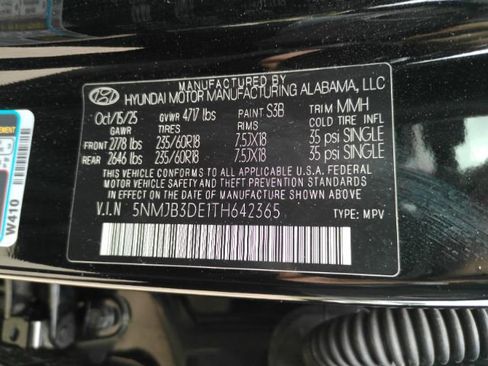 MANUFACTURED BY
HYUNDAI MOTOR MANUFACTURING ALABAMA, LLC
Oct/15/25 GVWR 4717 lbs PAINT S3B TRIM MMH
GAWR TIRES RIMS COLD TIRE INFL
FRONT 2778 lbs 235/60R18 7.5JX18 35 psi SINGLE
REAR 2646 lbs 235/60R18 7.5JX18 35 psi SINGLE
THIS VEHICLE CONFORMS TO ALL APPLICABLE U.S.A. FEDERAL
MOTOR VEHICLE SAFETY, BUMPER, AND THEFT PREVENTION
STANDARDS IN EFFECT ON THE DATE OF MANUFACTURE SHOWN ABOVE.
V.I.N 5NMJB3DE1TH642365 TYPE: MPV
W410